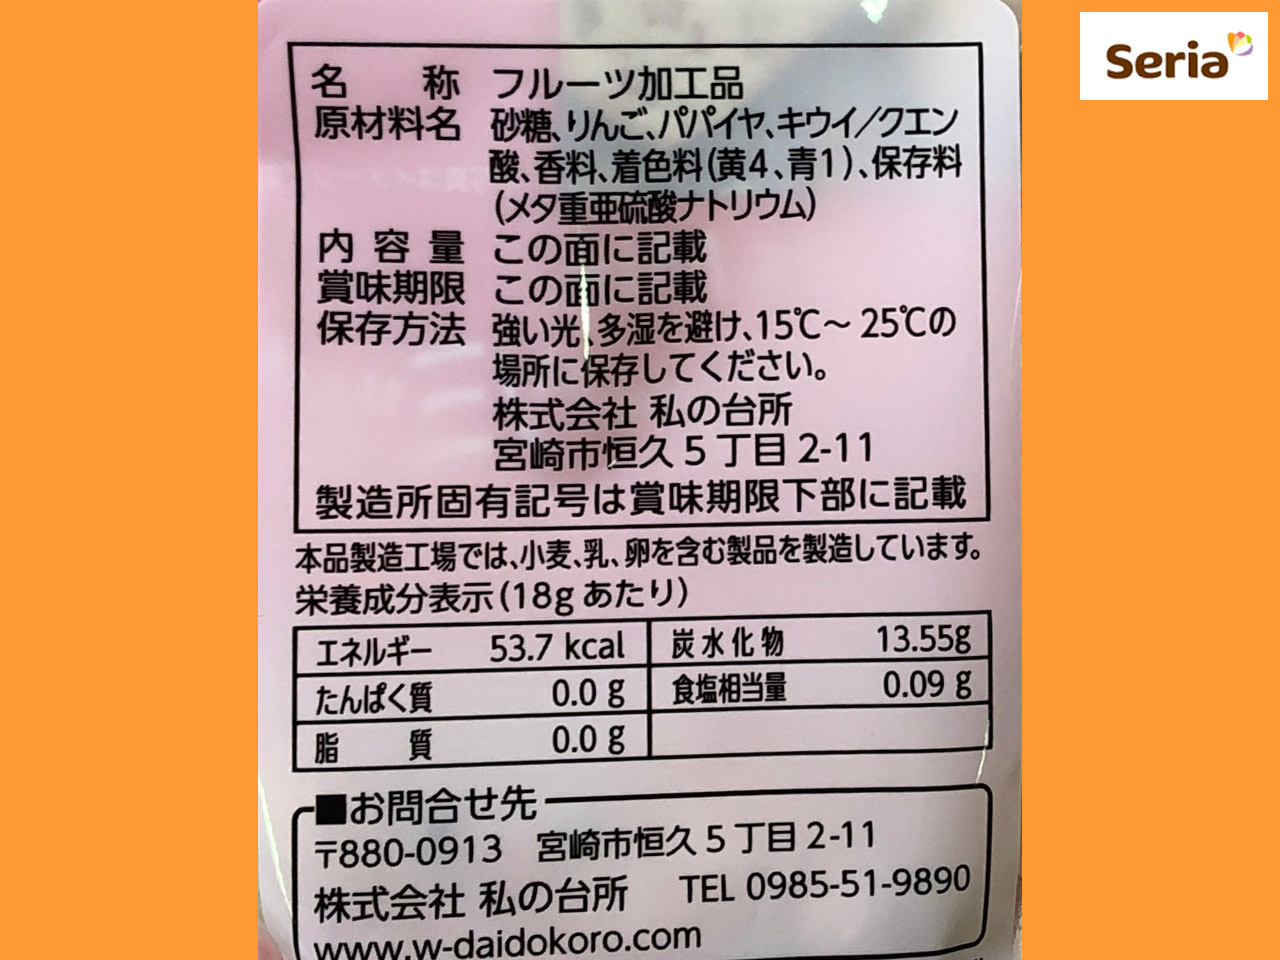 Seria
名 称 フルーツ加工品
原材料名 砂糖、りんご、パパイヤ、キウイ/クエン
酸、香料、着色料(黄4、青1)、保存料
(メタ重亜硫酸ナトリウム)
内容量 この面に記載
賞味期限 この面に記載
保存方法 強い光、多湿を避け、15℃～25℃の
場所に保存してください。
株式会社 私の台所
宮崎市恒久5丁目2-11
製造所固有記号は賞味期限下部に記載
本品製造工場では、小麦、乳、卵を含む製品を製造しています。
栄養成分表示(18gあたり)
エネルギー 53.7 kcal 炭水化物 13.55g
たんぱく質 0.0 g 食塩相当量 0.09 g
脂 質 0.0 g
■お問合せ先
〒880-0913 宮崎市恒久5丁目2-11
株式会社 私の台所 TEL 0985-51-9890
www.w-daidokoro.com